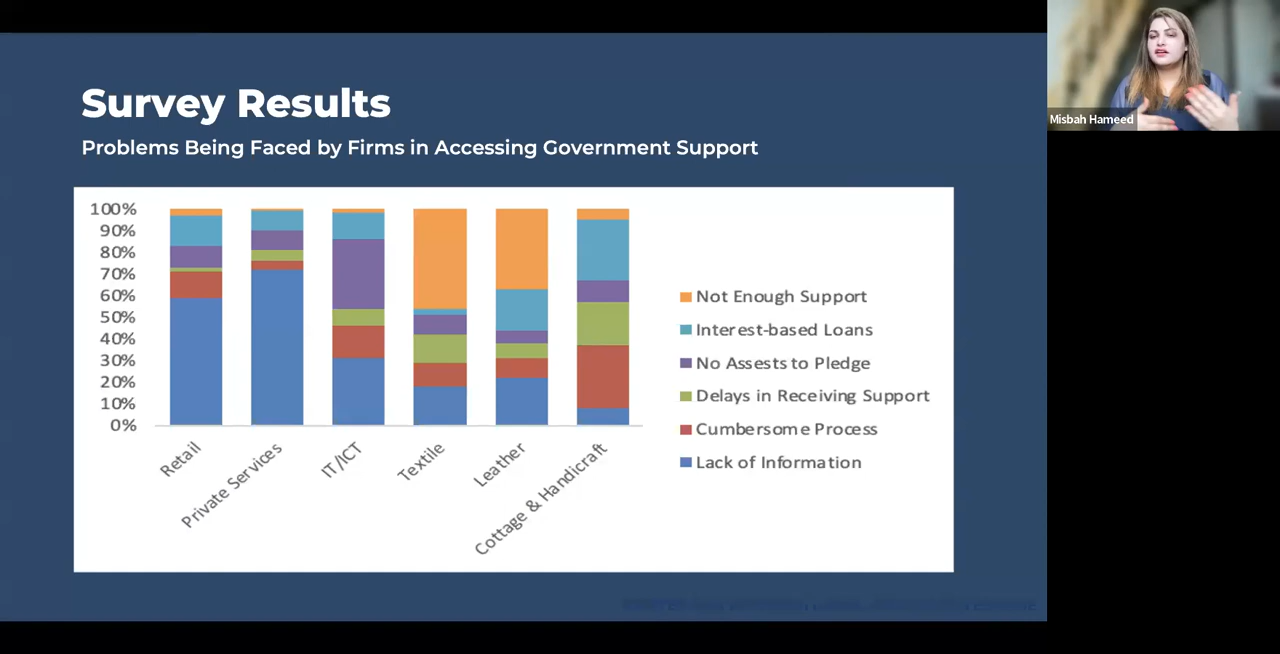 Survey Results
Problems Being Faced by Firms in Accessing Government Support
100%
90%
80%
70%
60%
50%
40%
30%
20%
10%
0%
Retail
Private Services
IT/ICT
Textile
Leather
Cottage & Handicraft
Not Enough Support
Interest-based Loans
No Assests to Pledge
Delays in Receiving Support
Cumbersome Process
Lack of Information
Misbah Hameed